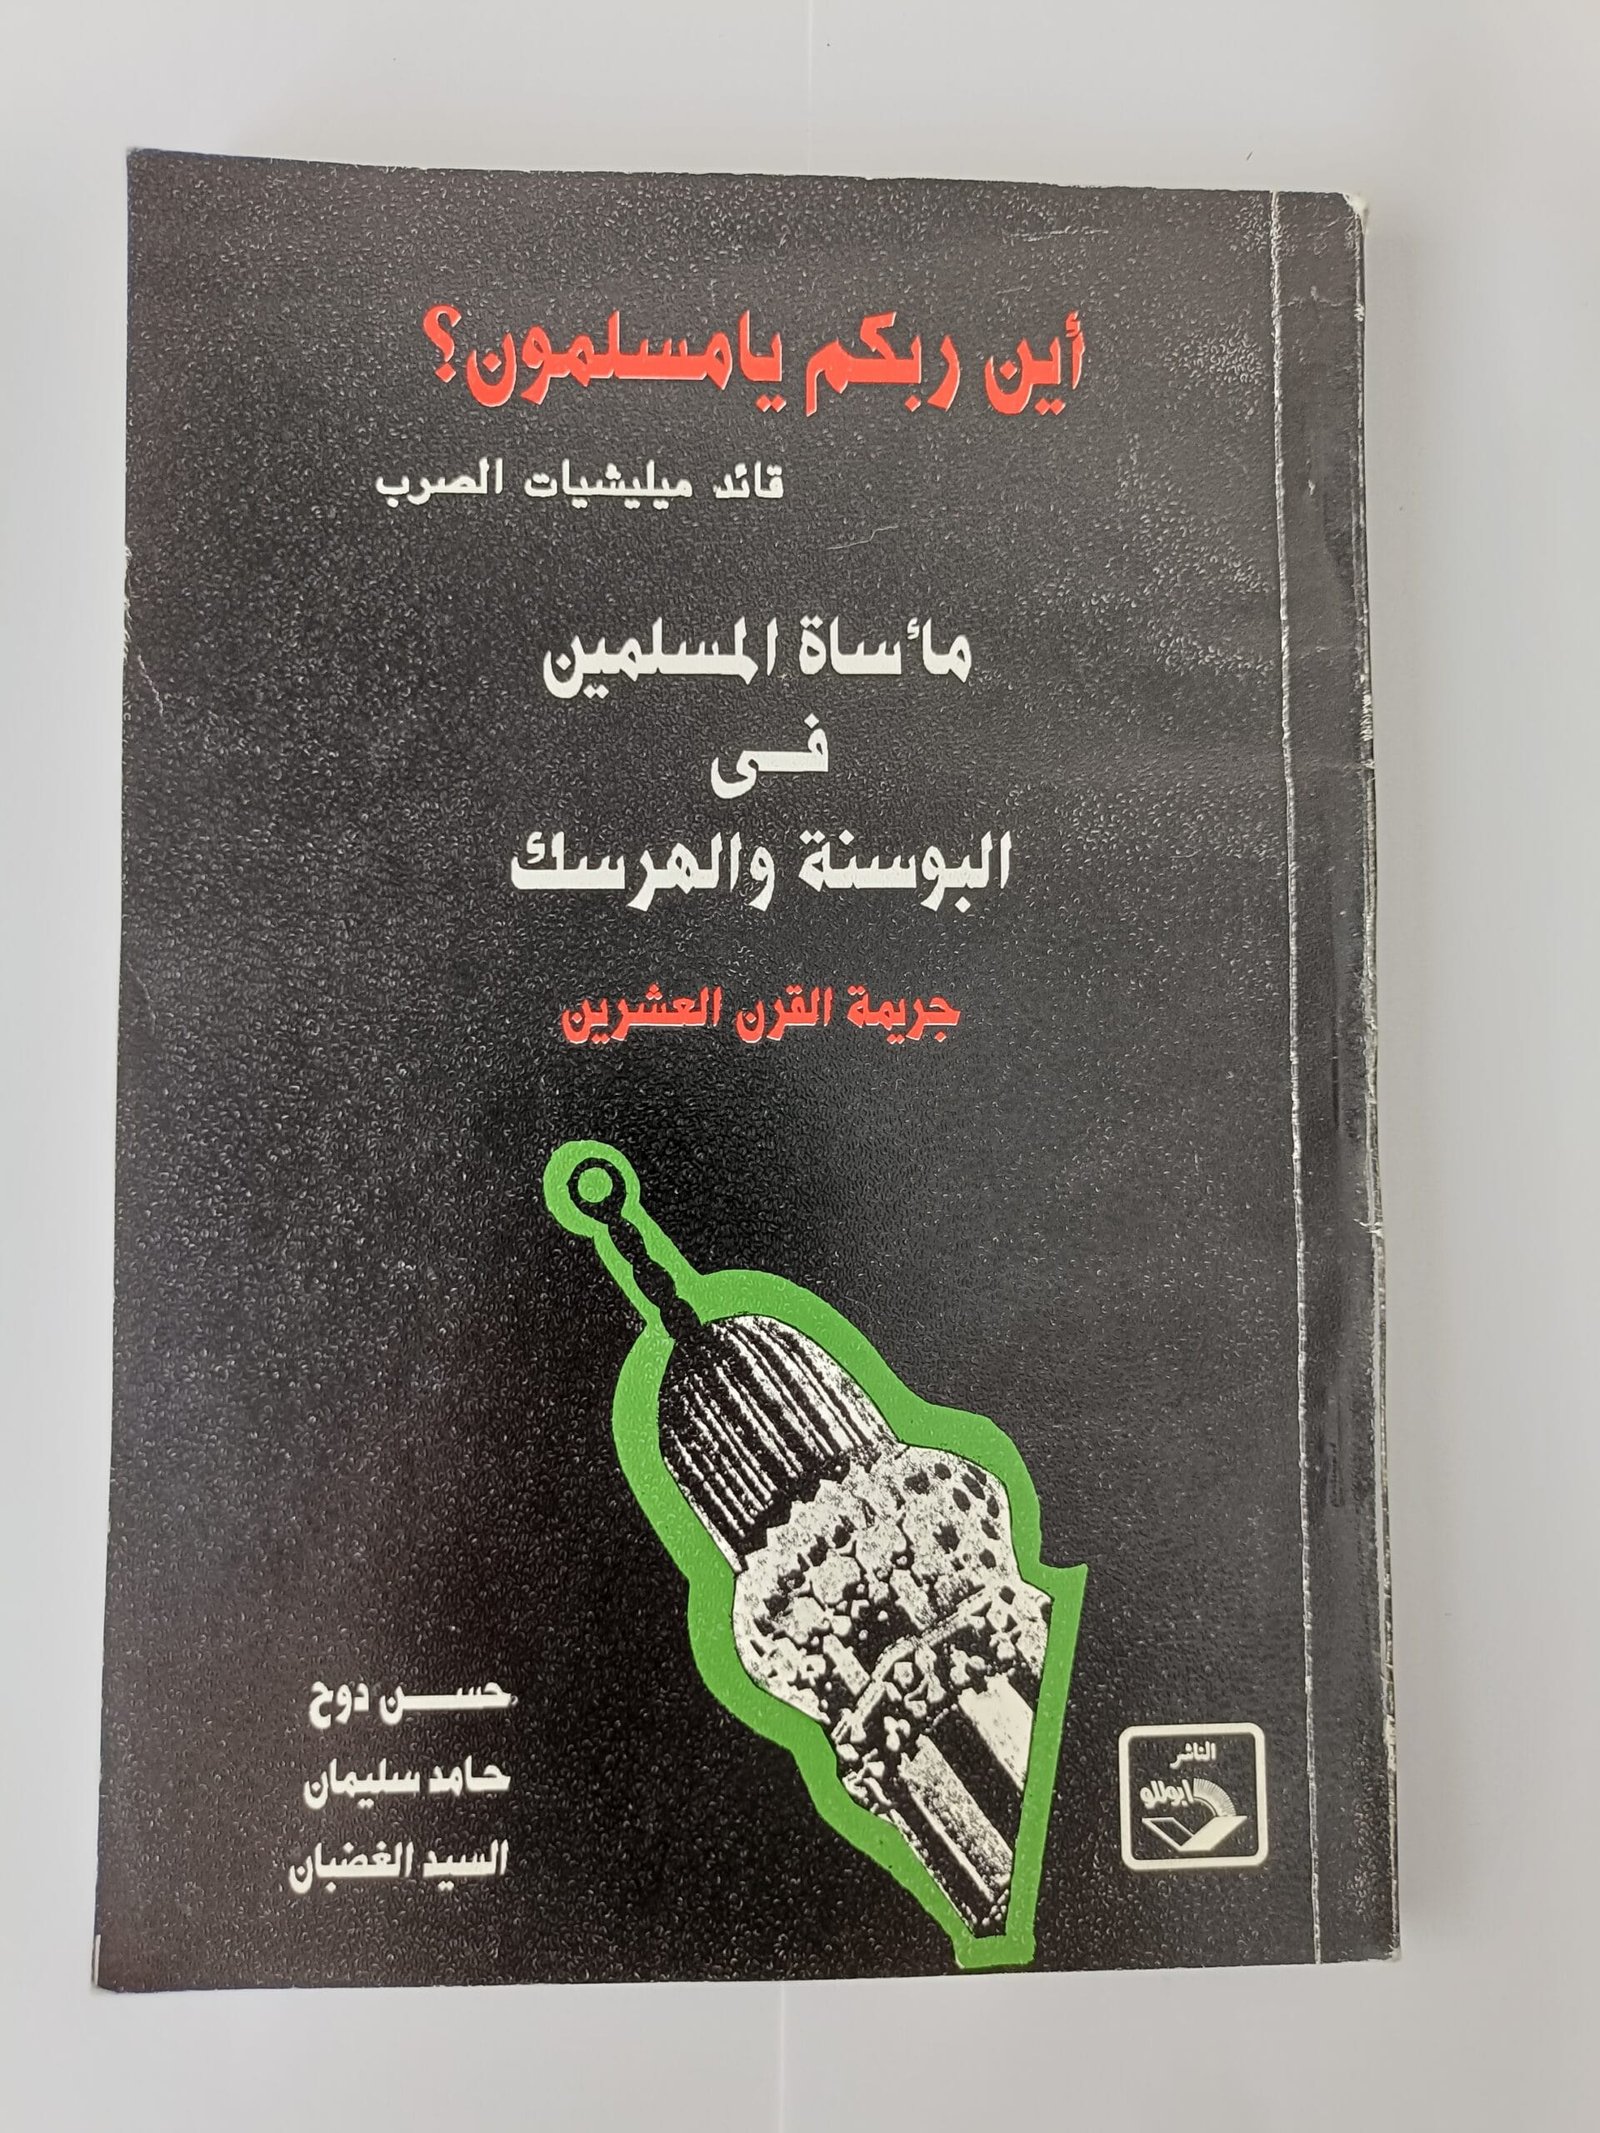 أين ربكم يامسلمون؟
قائد ميليشيات الصرب
مأساة المسلمين
فى
البوسنة والهرسك
جريمة القرن العشرين
حسن دوح
حامد سليمان
السيد الغضبان
الناشر
ابوللو